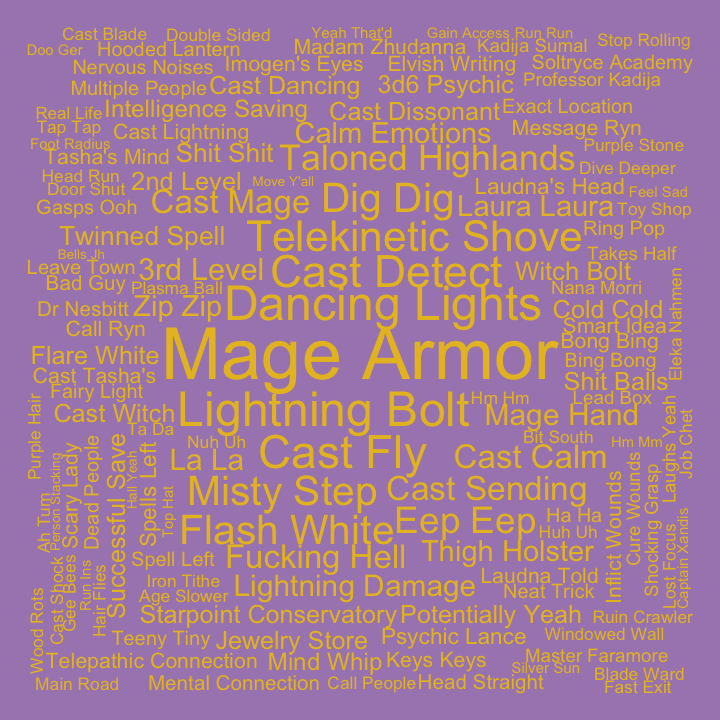 Cast Blade
Double Sided
Yeah That'd
Gain Access
Run Run
Doo Ger
Hooded Lantern
Madam Zhudanna
Kadija Sumal
Stop Rolling
Nervous Noises
Imogen's Eyes
Elvish Writing
Soltryce Academy
Multiple People
Cast Dancing
3d6 Psychic
Professor Kadija
Real Life
Intelligence Saving
Cast Dissonant
Exact Location
Tap Tap
Cast Lightning
Calm Emotions
Message Ryn
Foot Radius
Tasha's Mind
Shit Shit
Taloned Highlands
Purple Stone
Dive Deeper
Head Run
2nd Level
Move Y'all
Laudna's Head
Feel Sad
Door Shut
Gasps Ooh
Cast Mage
Dig Dig
Laura Laura
Toy Shop
Twinned Spell
Telekinetic Shove
Ring Pop
Bells Jh
Takes Half
Leave Town
3rd Level
Cast Detect
Witch Bolt
Bad Guy
Plasma Ball
Nana Morri
Eleka Nahmen
Dr Nesbitt
Zip Zip
Dancing Lights
Cold Cold
Call Ryn
Smart Idea
Flare White
Mage Armor
Bong Bing
Bing Bong
Cast Tasha's
Shit Balls
Fairy Light
Lightning Bolt
Hm Hm
Lead Box
Purple Hair
Cast Witch
Mage Hand
Laughs Yeah
Job Chet
Ta Da
Nuh Uh
Cast Fly
Bit South
Hm Mm
La La
Cast Calm
Ah Turn
Person Slacking
Scary Lady
Dead People
Successful Save
Hall Yeah
Spells Left
Top Hat
Misty Step
Cast Sending
Inflict Wounds
Cure Wounds
Shocking Grasp
Lost Focus
Captain Xandis
Flash White
Eep Eep
Ha Ha
Huh Uh
Wood Rots
Cast Shock
Gee Bees
Run Ins
Hair Flies
Spell Left
Fucking Hell
Thigh Holster
Iron Tithe
Lightning Damage
Laudna Told
Age Slower
Neat Trick
Starpoint Conservatory
Potentially Yeah
Ruin Crawler
Teeny Tiny
Jewelry Store
Psychic Lance
Windowed Wall
Telepathic Connection
Mind Whip
Keys Keys
Silver Sun
Master Faramore
Blade Ward
Main Road
Mental Connection
Call People
Head Straight
Fast Exit